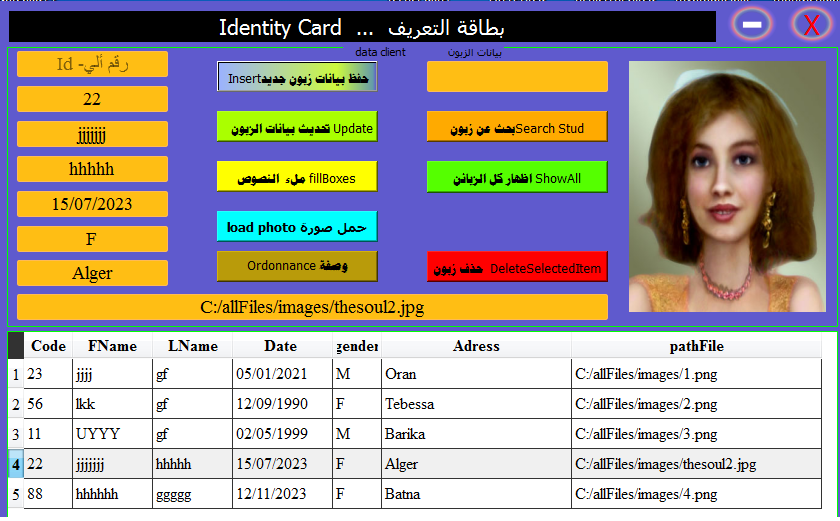 Identity Card ... بطاقة التعريف
X
data client بيانات الزبون
رقم ألي- Id
22
jjjjjjj
hhhhh
15/07/2023
F
Alger
C:/allFiles/images/thesoul2.jpg
Insertحفظ بيانات زبون جديد
تحديث بيانات الزبون Update
بحث عن زبونSearch Stud
ملء النصوص fillBoxes
اظهار كل الزبائن ShowAll
load photo حمل صورة
Ordonnance وصفة
حذف زبون DeleteSelectedItem
Code FName LName Date gender Adress pathFile
1 23 jjjj gf 05/01/2021 M Oran C:/allFiles/images/1.png
2 56 lkk gf 12/09/1990 F Tebessa C:/allFiles/images/2.png
3 11 UYYY gf 02/05/1999 M Barika C:/allFiles/images/3.png
4 22 jjjjjjj hhhhh 15/07/2023 F Alger C:/allFiles/images/thesoul2.jpg
5 88 hhhhhh ggggg 12/11/2023 F Batna C:/allFiles/images/4.png